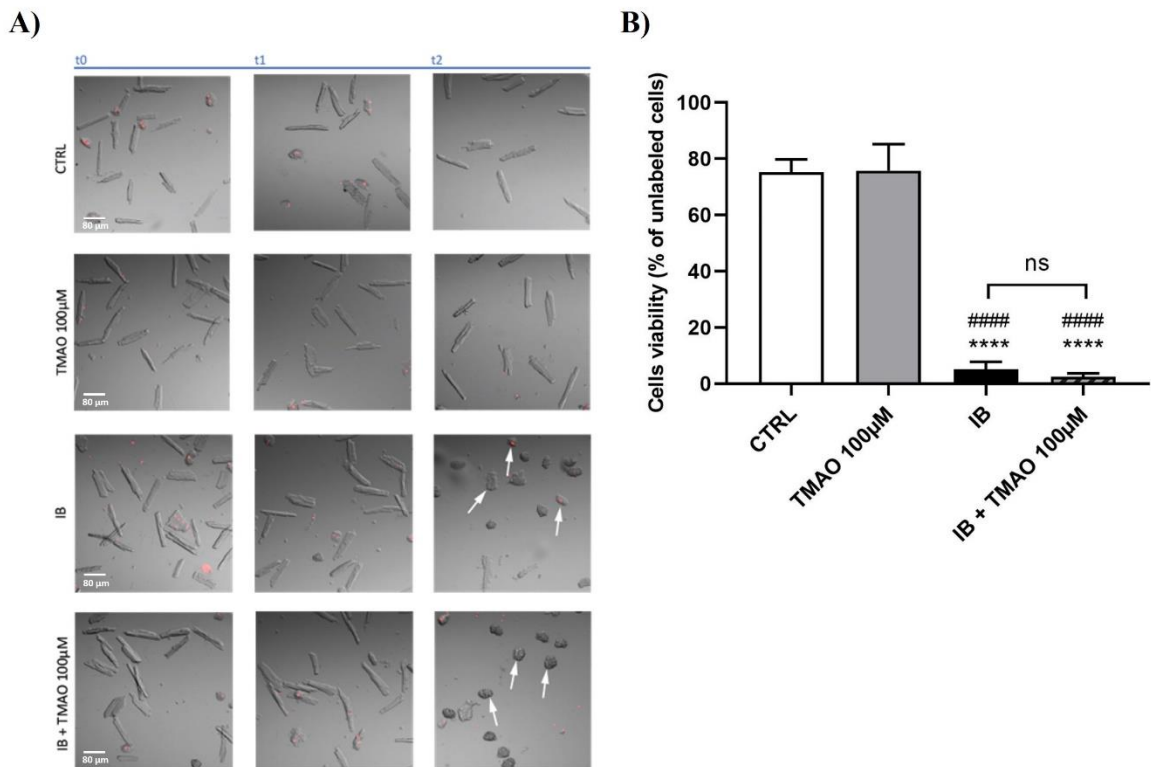 A)
t0 t1 t2
CTRL
80 µm
TMAO 100µM
80 µm
IB
80 µm
IB + TMAO 100µM
80 µm
B)
Cells viability (% of unlabeled cells)
100
80
60
40
20
0
ns
#### ####
**** ****
CTRL
TMAO 100µM
IB
IB + TMAO 100µM